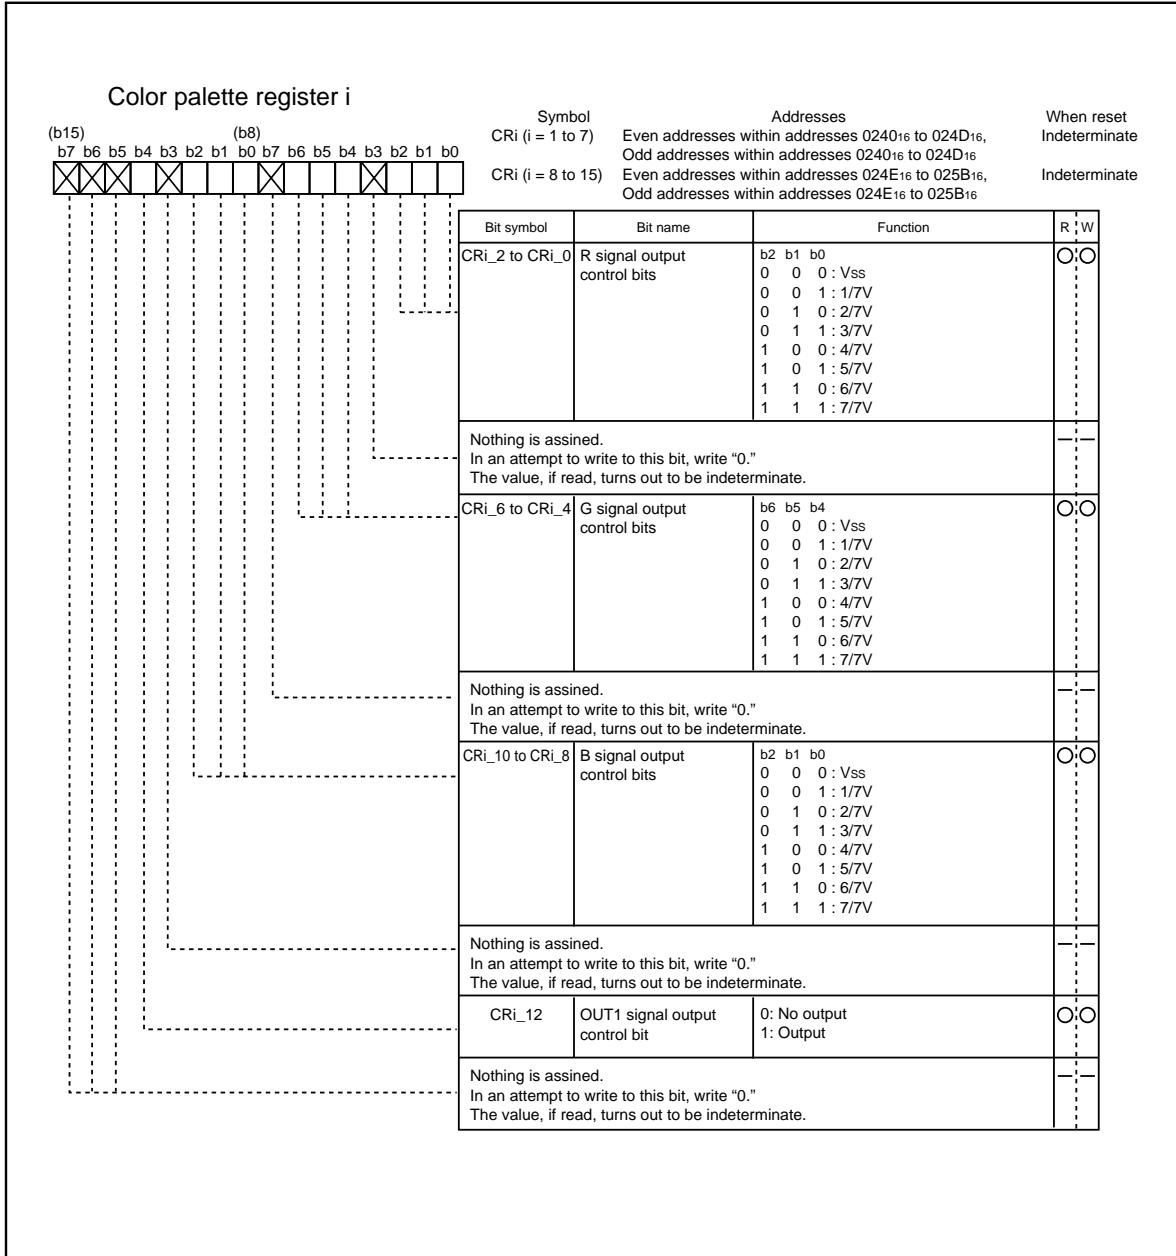 Color palette register i
Symbol Addresses When reset
CRi (i = 1 to 7) Even addresses within addresses 024016 to 024D16, Indeterminate
Odd addresses within addresses 024016 to 024D16
CRi (i = 8 to 15) Even addresses within addresses 024E16 to 025B16, Indeterminate
Odd addresses within addresses 024E16 to 025B16
(b15) (b8)
b7 b6 b5 b4 b3 b2 b1 b0 b7 b6 b5 b4 b3 b2 b1 b0
Bit symbol Bit name Function R W
CRi_2 to CRi_0 R signal output control bits
b2 b1 b0
0 0 0 : Vss
0 0 1 : 1/7V
0 1 0 : 2/7V
0 1 1 : 3/7V
1 0 0 : 4/7V
1 0 1 : 5/7V
1 1 0 : 6/7V
1 1 1 : 7/7V
Nothing is assined.
In an attempt to write to this bit, write “0.”
The value, if read, turns out to be indeterminate.
CRi_6 to CRi_4 G signal output control bits
b6 b5 b4
0 0 0 : Vss
0 0 1 : 1/7V
0 1 0 : 2/7V
0 1 1 : 3/7V
1 0 0 : 4/7V
1 0 1 : 5/7V
1 1 0 : 6/7V
1 1 1 : 7/7V
Nothing is assined.
In an attempt to write to this bit, write “0.”
The value, if read, turns out to be indeterminate.
CRi_10 to CRi_8 B signal output control bits
b2 b1 b0
0 0 0 : Vss
0 0 1 : 1/7V
0 1 0 : 2/7V
0 1 1 : 3/7V
1 0 0 : 4/7V
1 0 1 : 5/7V
1 1 0 : 6/7V
1 1 1 : 7/7V
Nothing is assined.
In an attempt to write to this bit, write “0.”
The value, if read, turns out to be indeterminate.
CRi_12 OUT1 signal output control bit
0: No output
1: Output
Nothing is assined.
In an attempt to write to this bit, write “0.”
The value, if read, turns out to be indeterminate.